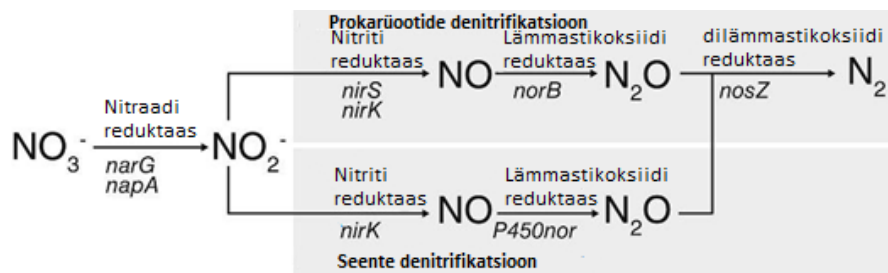 Prokarüootide denitrifikatsioon
Nitriti
reduktaas
nirS
nirK
Lämmastikoksiidi
reduktaas
norB
dilämmastikoksiidi
reduktaas
nosZ
NO
N₂O
N₂
Nitraadi
reduktaas
NO₃⁻
narG
napA
NO₂⁻
Nitriti
reduktaas
nirK
NO
Lämmastikoksiidi
reduktaas
P450nor
N₂O
Seente denitrifikatsioon